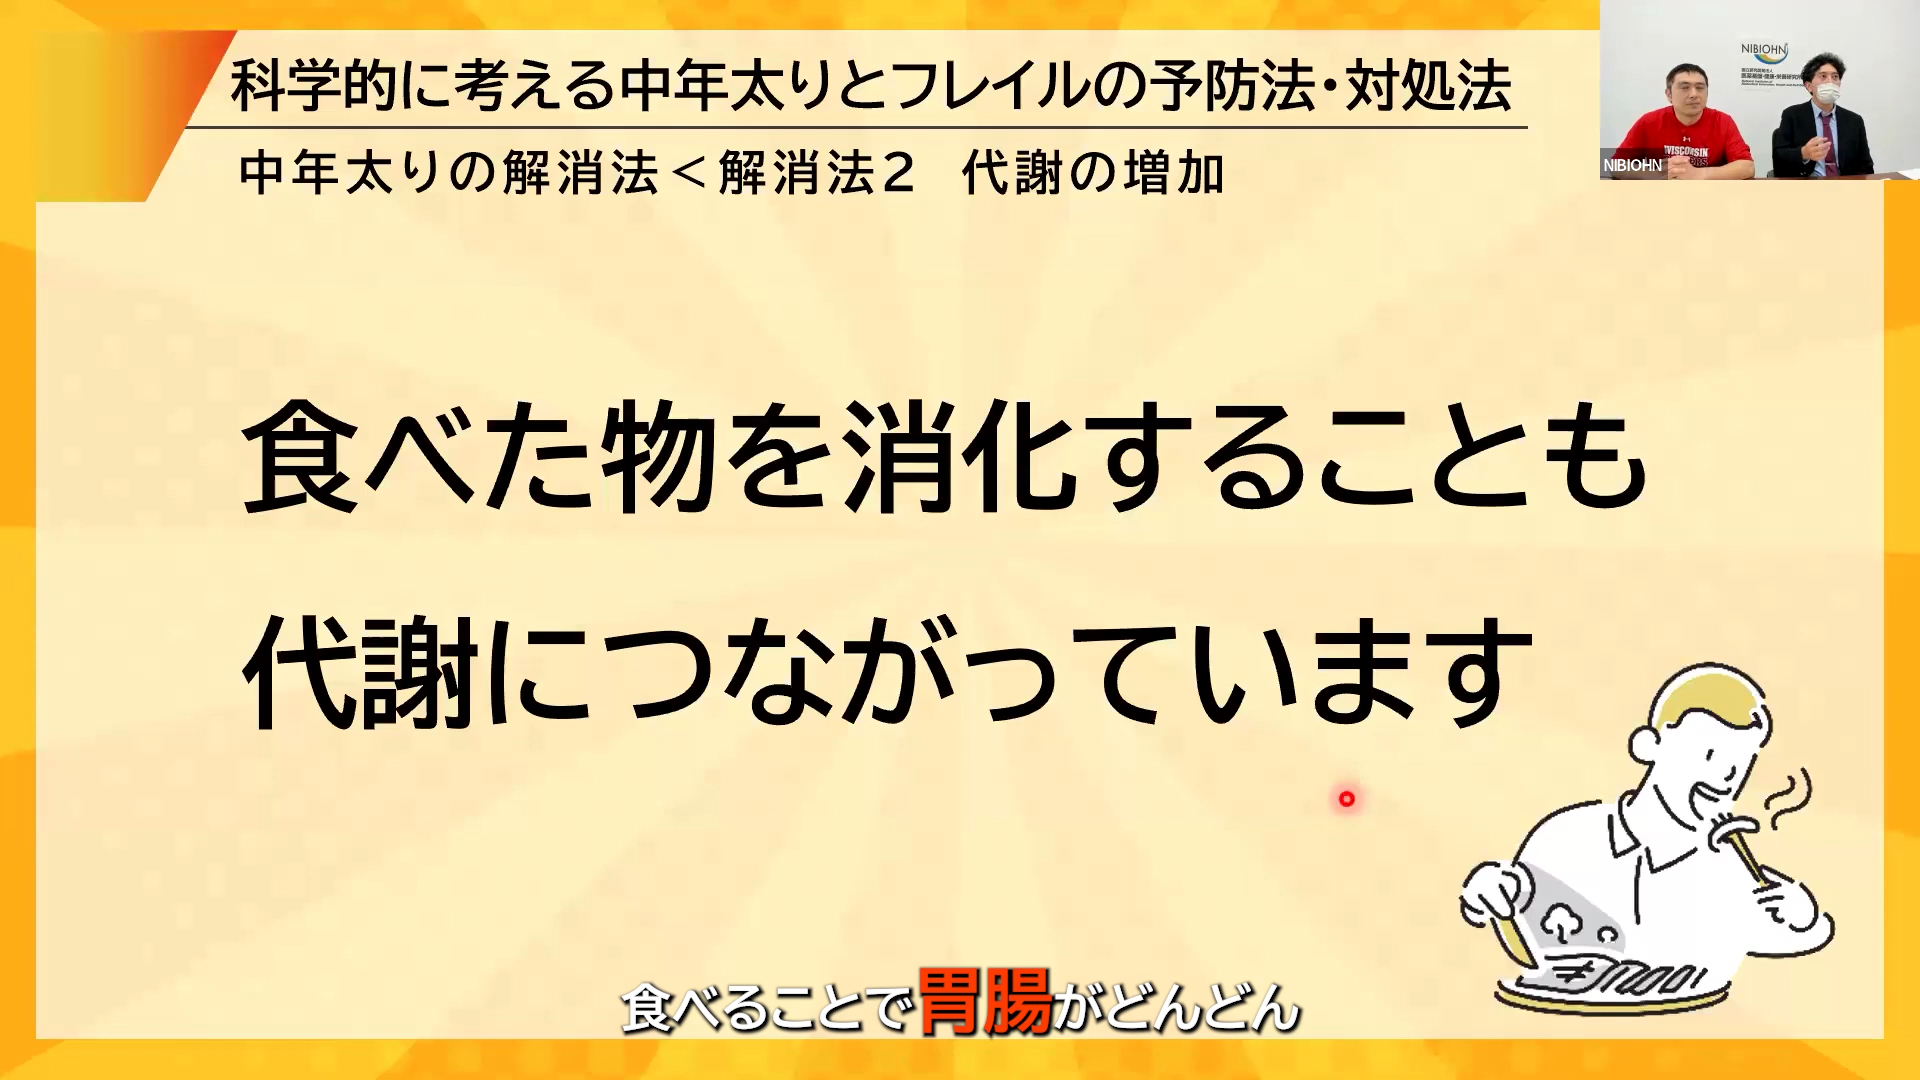 科学的に考える中年太りとフレイルの予防法・対処法
中年太りの解消法＜解消法2　代謝の増加
食べた物を消化することも
代謝につながっています
食べることで胃腸がどんどん
NIBIOHN
NIBIOHN